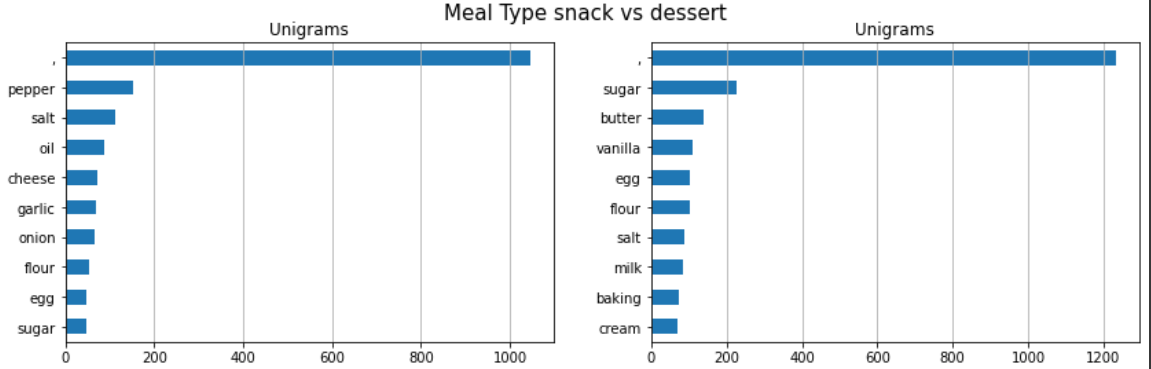 Meal Type snack vs dessert
Unigrams
,
pepper
salt
oil
cheese
garlic
onion
flour
egg
sugar
0 200 400 600 800 1000
Unigrams
,
sugar
butter
vanilla
egg
flour
salt
milk
baking
cream
0 200 400 600 800 1000 1200